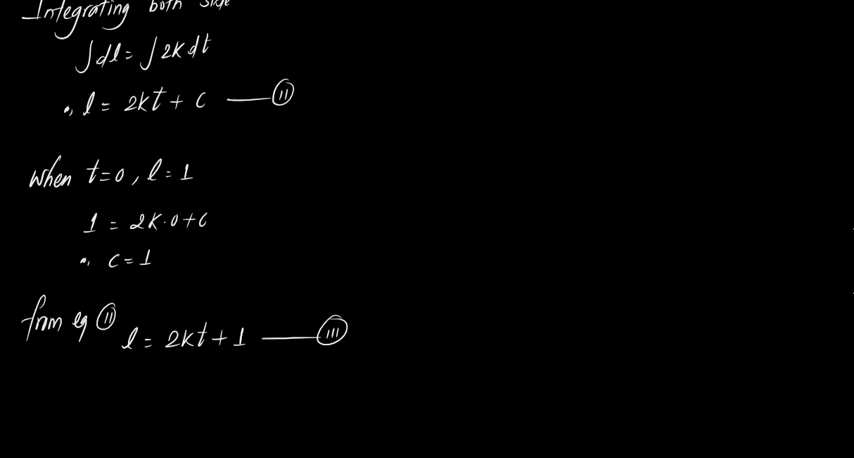 Integrating both side
∫dl = ∫2k dt
∴ l = 2kt + c —— (II)
when t=0, l=1
1 = 2k·0+c
∴ c=1
from eq (II)
l = 2kt+1 —— (III)